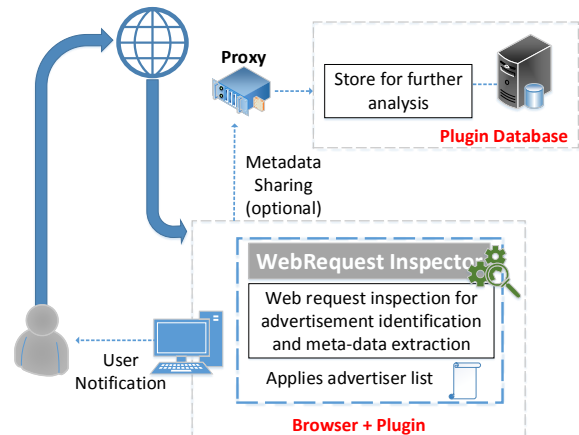 Proxy
Store for further
analysis
Plugin Database
Metadata
Sharing
(optional)
WebRequest Inspector
Web request inspection for
advertisement identification
and meta-data extraction
Applies advertiser list
User
Notification
Browser + Plugin